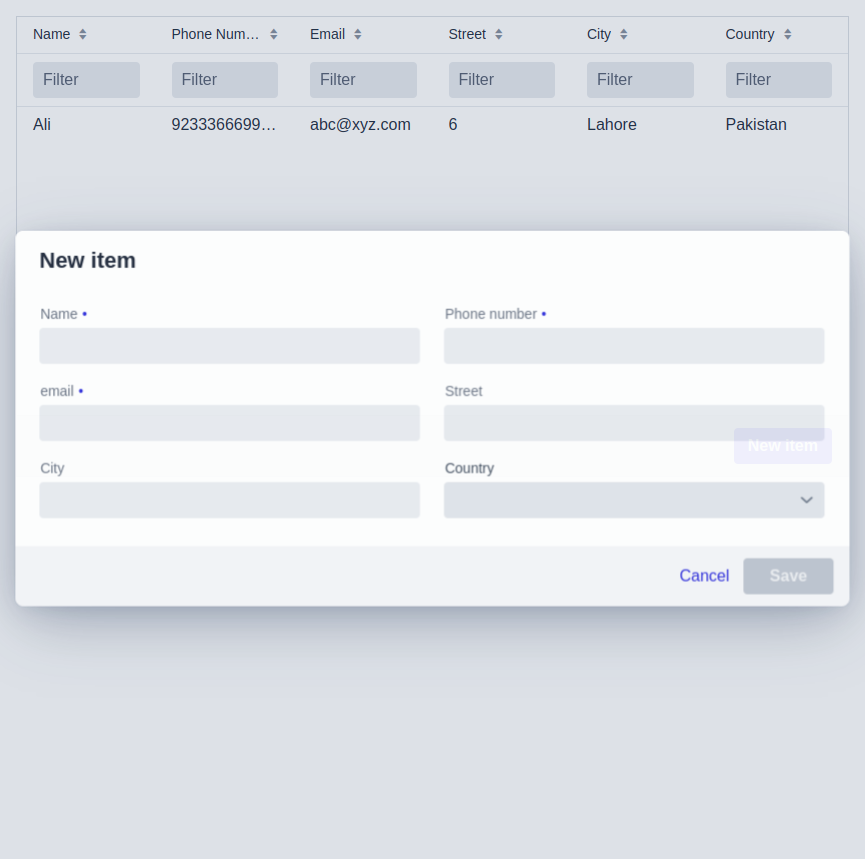 Name Phone Num… Email Street City Country
Filter Filter Filter Filter Filter Filter
Ali 9233366699… abc@xyz.com 6 Lahore Pakistan
New item
Name • Phone number •
email • Street
New item
City Country
Cancel Save